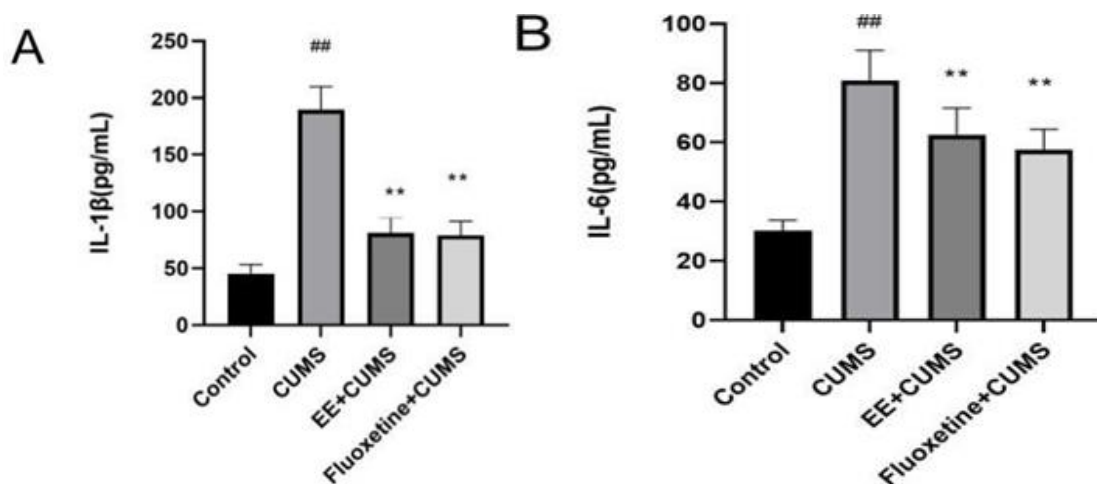 A
IL-1β(pg/mL)
250
200
150
100
50
0
##
**
**
Control
CUMS
EE+CUMS
Fluoxetine+CUMS
B
IL-6(pg/mL)
100
80
60
40
20
0
##
**
**
Control
CUMS
EE+CUMS
Fluoxetine+CUMS